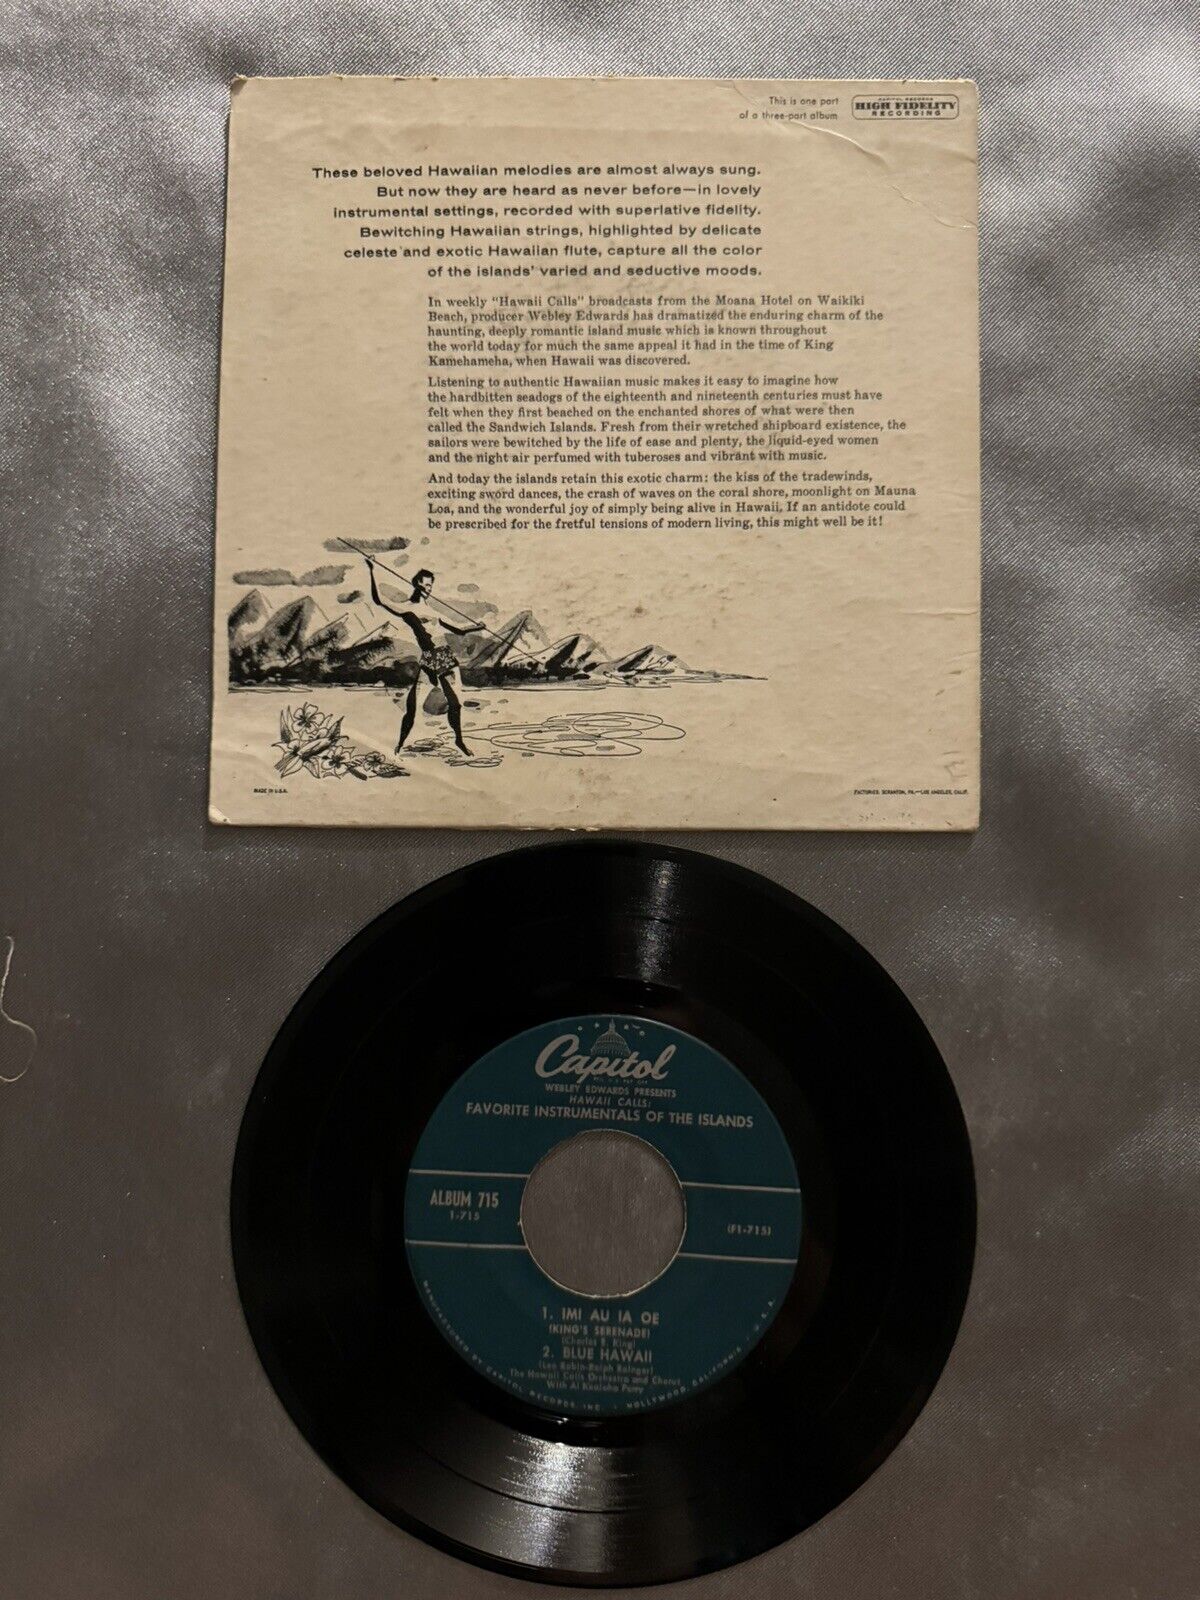 This is one part
of a three-part album
CAPITOL RECORDS
HIGH FIDELITY
RECORDING
These beloved Hawaiian melodies are almost always sung.
But now they are heard as never before—in lovely
instrumental settings, recorded with superlative fidelity.
Bewitching Hawaiian strings, highlighted by delicate
celeste and exotic Hawaiian flute, capture all the color
of the islands' varied and seductive moods.
In weekly "Hawaii Calls" broadcasts from the Moana Hotel on Waikiki
Beach, producer Webley Edwards has dramatized the enduring charm of the
haunting, deeply romantic island music which is known throughout
the world today for much the same appeal it had in the time of King
Kamehameha, when Hawaii was discovered.
Listening to authentic Hawaiian music makes it easy to imagine how
the hardbitten seadogs of the eighteenth and nineteenth centuries must have
felt when they first beached on the enchanted shores of what were then
called the Sandwich Islands. Fresh from their wretched shipboard existence, the
sailors were bewitched by the life of ease and plenty, the liquid-eyed women
and the night air perfumed with tuberoses and vibrant with music.
And today the islands retain this exotic charm: the kiss of the tradewinds,
exciting sword dances, the crash of waves on the coral shore, moonlight on Mauna
Loa, and the wonderful joy of simply being alive in Hawaii. If an antidote could
be prescribed for the fretful tensions of modern living, this might well be it!
MADE IN U.S.A.
FACTORIES: SCRANTON, PA.—LOS ANGELES, CALIF.
Capitol
REG. U.S. PAT. OFF.
WEBLEY EDWARDS PRESENTS
HAWAII CALLS:
FAVORITE INSTRUMENTALS OF THE ISLANDS
ALBUM 715
1-715
(F1-715)
1. IMI AU IA OE
(KING'S SERENADE)
(Charles E. King)
2. BLUE HAWAII
(Leo Robin-Ralph Rainger)
The Hawaii Calls Orchestra and Chorus
With Al Kealoha Perry
MANUFACTURED BY CAPITOL RECORDS, INC. • HOLLYWOOD, CALIFORNIA • U.S.A.